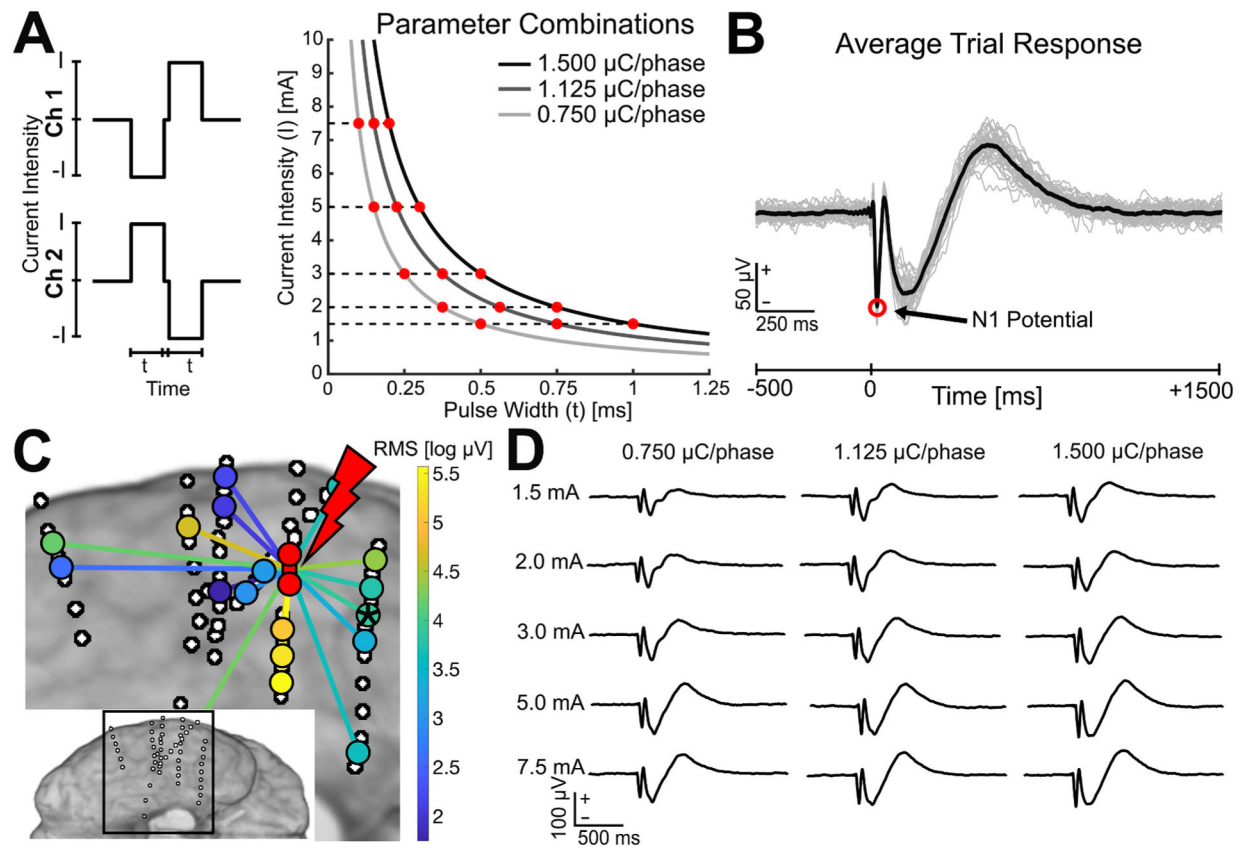 A
I
Ch 1
-I
I
Ch 2
-I
Current Intensity
t
t
Time
Parameter Combinations
1.500 µC/phase
1.125 µC/phase
0.750 µC/phase
Current Intensity (I) [mA]
10
9
8
7
6
5
4
3
2
1
0
0
0.25
0.5
0.75
1
1.25
Pulse Width (t) [ms]
B
Average Trial Response
50 µV
+
−
250 ms
N1 Potential
-500
0
+1500
Time [ms]
C
RMS [log µV]
5.5
5
4.5
4
3.5
3
2.5
2
D
0.750 µC/phase
1.125 µC/phase
1.500 µC/phase
1.5 mA
2.0 mA
3.0 mA
5.0 mA
7.5 mA
100 µV
+
−
500 ms